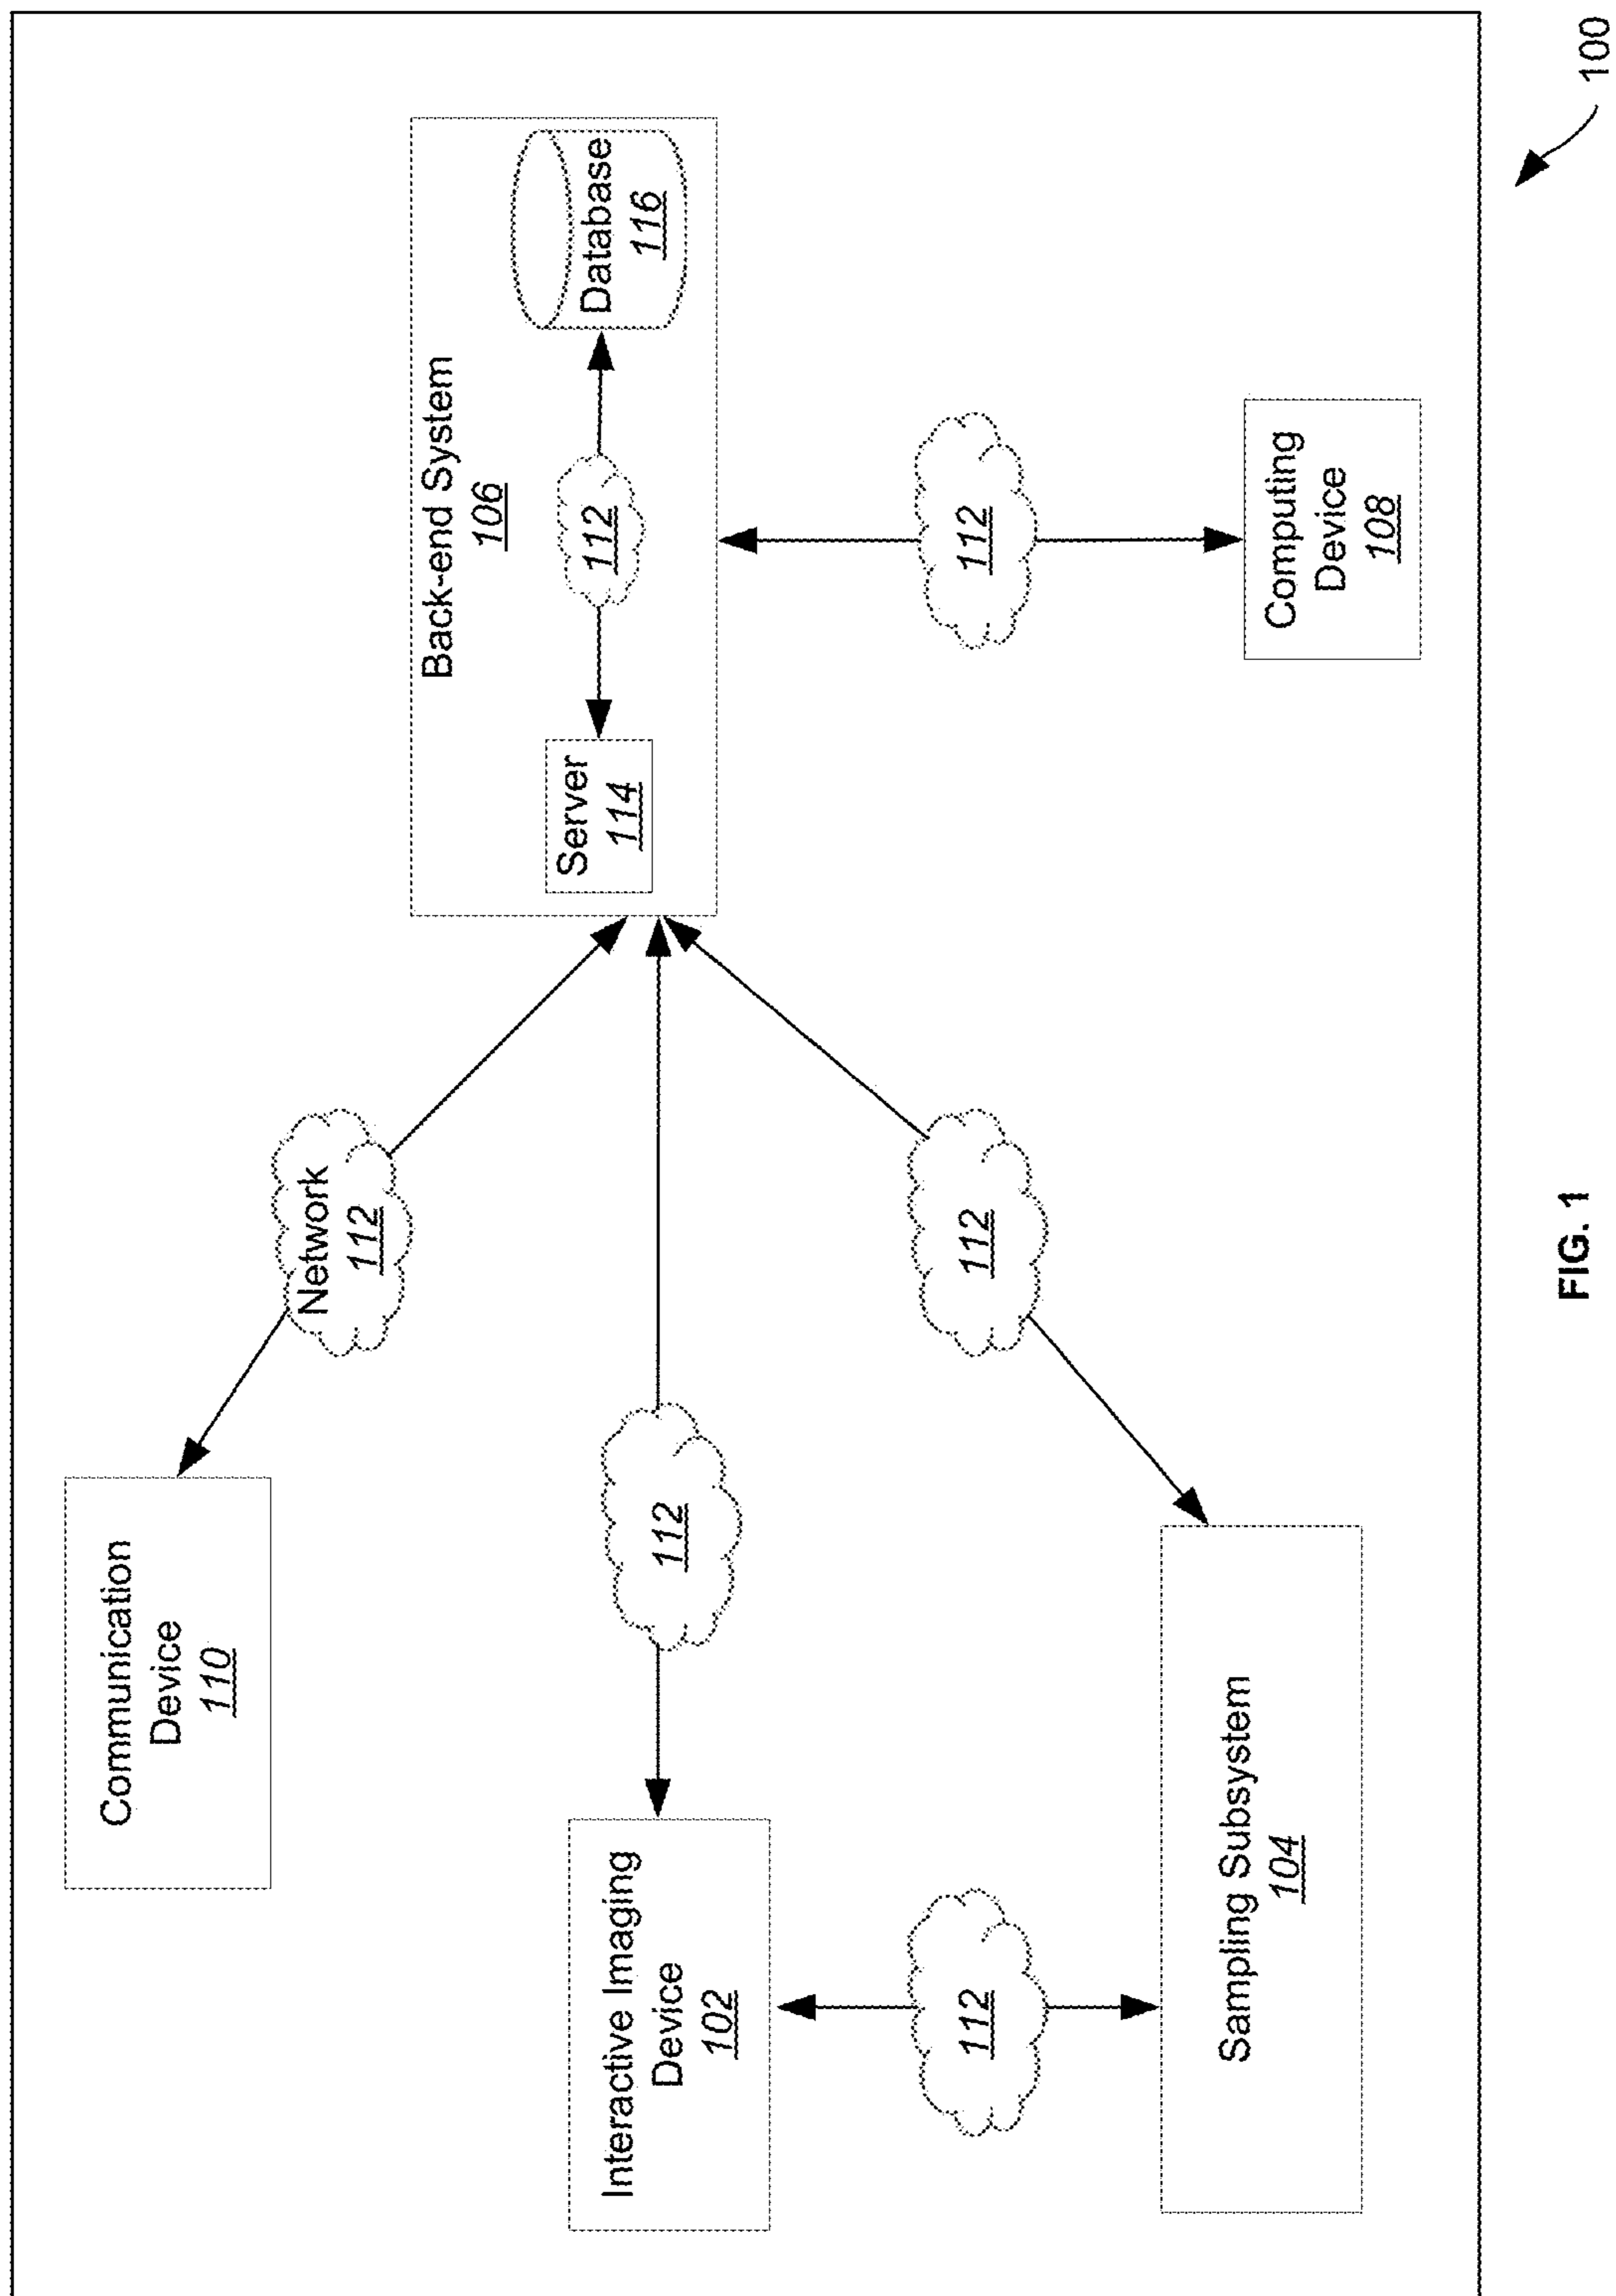 Communication
Device
110
Network
112
Back-end System
106
Server
114
112
Database
116
Interactive Imaging
Device
102
112
112
112
112
Sampling Subsystem
104
Computing
Device
108
100
FIG. 1